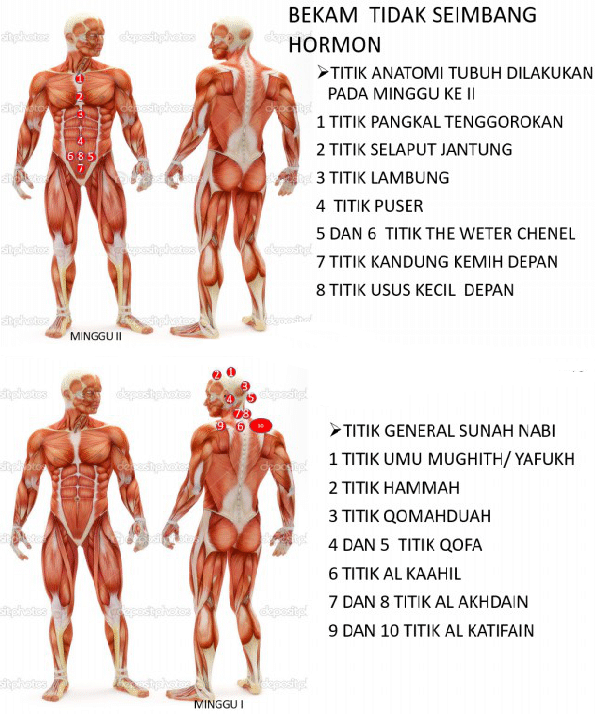 BEKAM TIDAK SEIMBANG
HORMON
➢TITIK ANATOMI TUBUH DILAKUKAN
PADA MINGGU KE II
1 TITIK PANGKAL TENGGOROKAN
2 TITIK SELAPUT JANTUNG
3 TITIK LAMBUNG
4 TITIK PUSER
5 DAN 6 TITIK THE WETER CHENEL
7 TITIK KANDUNG KEMIH DEPAN
8 TITIK USUS KECIL DEPAN
1
2
3
4
6 8 5
7
MINGGU II
depositphotos
➢TITIK GENERAL SUNAH NABI
1 TITIK UMU MUGHITH/ YAFUKH
2 TITIK HAMMAH
3 TITIK QOMAHDUAH
4 DAN 5 TITIK QOFA
6 TITIK AL KAAHIL
7 DAN 8 TITIK AL AKHDAIN
9 DAN 10 TITIK AL KATIFAIN
2 1
3
4 5
7 8
9 6 10
MINGGU I
depositphotos